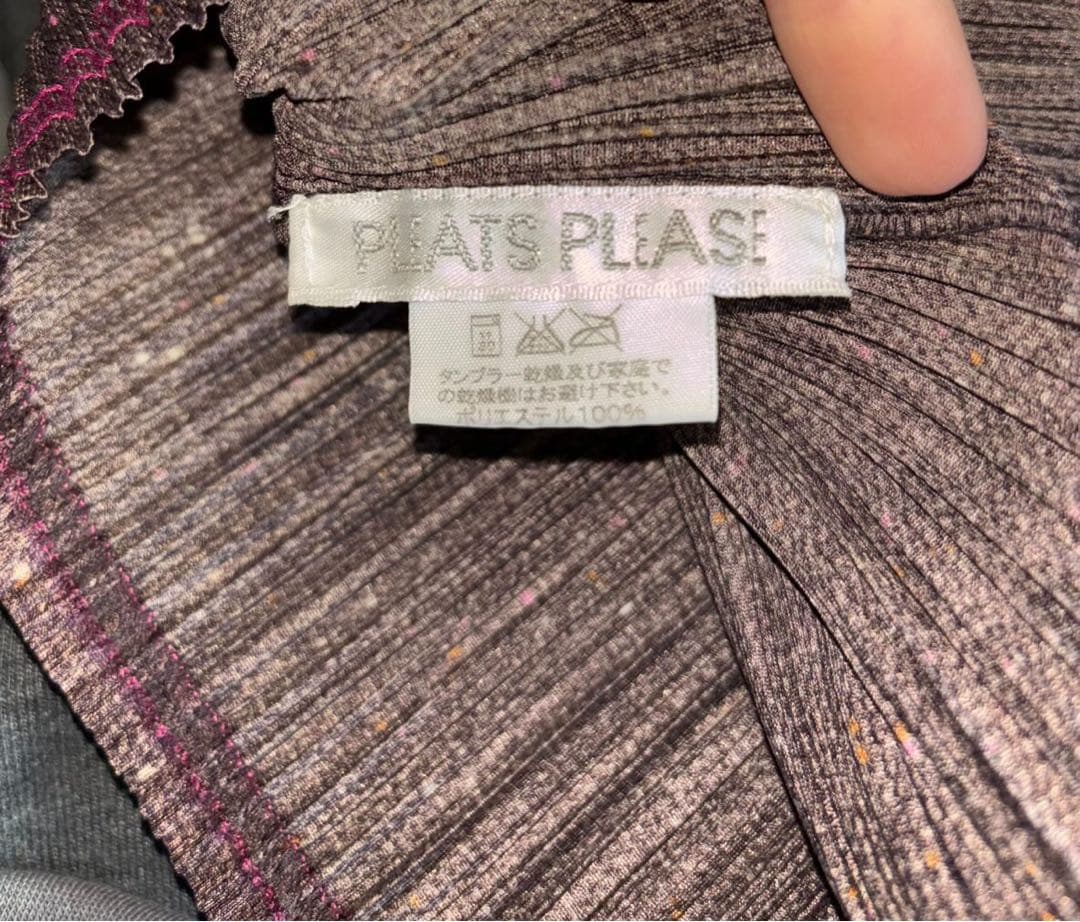 PLEATS PLEASE
タンブラー乾燥及び家庭で
の乾燥機はお避け下さい。
ポリエステル100%